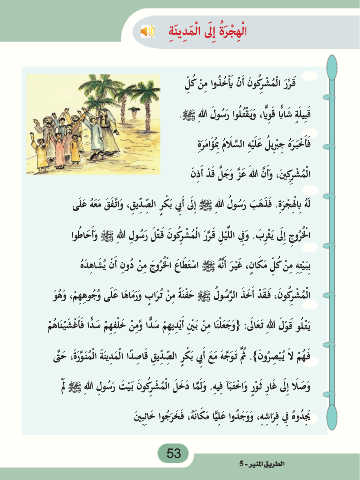 الْهِجْرَةُ إِلَى الْمَدِينَةِ
قَرَّرَ الْمُشْرِكُونَ أَنْ يَأْخُذُوا مِنْ كُلِّ
قَبِيلَةٍ شَابًّا قَوِيًّا، وَيَقْتُلُوا رَسُولَ اللهِ ﷺ.
فَأَخْبَرَهُ جِبْرِيلُ عَلَيْهِ السَّلَامُ بِمُؤَامَرَةِ
الْمُشْرِكِينَ، وَأَنَّ اللهَ عَزَّ وَجَلَّ قَدْ أَذِنَ
لَهُ بِالْهِجْرَةِ. فَذَهَبَ رَسُولُ اللهِ ﷺ إِلَى أَبِي بَكْرٍ الصِّدِّيقِ، وَاتَّفَقَ مَعَهُ عَلَى
الْخُرُوجِ إِلَى يَثْرِبَ. وَفِي اللَّيْلِ قَرَّرَ الْمُشْرِكُونَ قَتْلَ رَسُولِ اللهِ ﷺ وَأَحَاطُوا
بِبَيْتِهِ مِنْ كُلِّ مَكَانٍ، غَيْرَ أَنَّهُ ﷺ اسْتَطَاعَ الْخُرُوجَ مِنْ دُونِ أَنْ يُشَاهِدَهُ
الْمُشْرِكُونَ، فَقَدْ أَخَذَ الرَّسُولُ ﷺ حَفْنَةً مِنْ تُرَابٍ وَرَمَاهَا عَلَى وُجُوهِهِمْ، وَهُوَ
يَتْلُو قَوْلَ اللهِ تَعَالَى: {وَجَعَلْنَا مِنْ بَيْنِ أَيْدِيهِمْ سَدًّا وَمِنْ خَلْفِهِمْ سَدًّا فَأَغْشَيْنَاهُمْ
فَهُمْ لَا يُبْصِرُونَ}. ثُمَّ تَوَجَّهَ مَعَ أَبِي بَكْرٍ الصِّدِّيقِ قَاصِدًا الْمَدِينَةَ الْمُنَوَّرَةَ، حَتَّى
وَصَلَا إِلَى غَارِ ثَوْرٍ وَاخْتَبَآ فِيهِ. وَلَمَّا دَخَلَ الْمُشْرِكُونَ بَيْتَ رَسُولِ اللهِ ﷺ لَمْ
يَجِدُوهُ فِي فِرَاشِهِ، وَوَجَدُوا عَلِيًّا مَكَانَهُ، فَخَرَجُوا خَائِبِينَ
53
الطريق المنير - 5